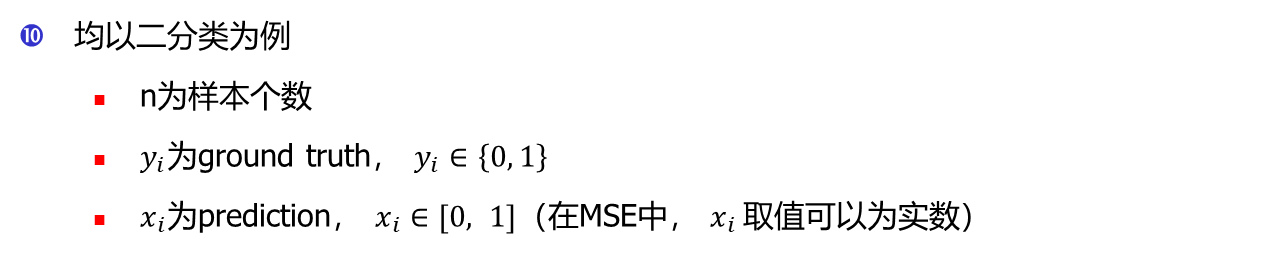 ⑩ 均以二分类为例
▪ n为样本个数
▪ yᵢ为ground truth， yᵢ ∈ {0, 1}
▪ xᵢ为prediction， xᵢ ∈ [0, 1]（在MSE中， xᵢ 取值可以为实数）